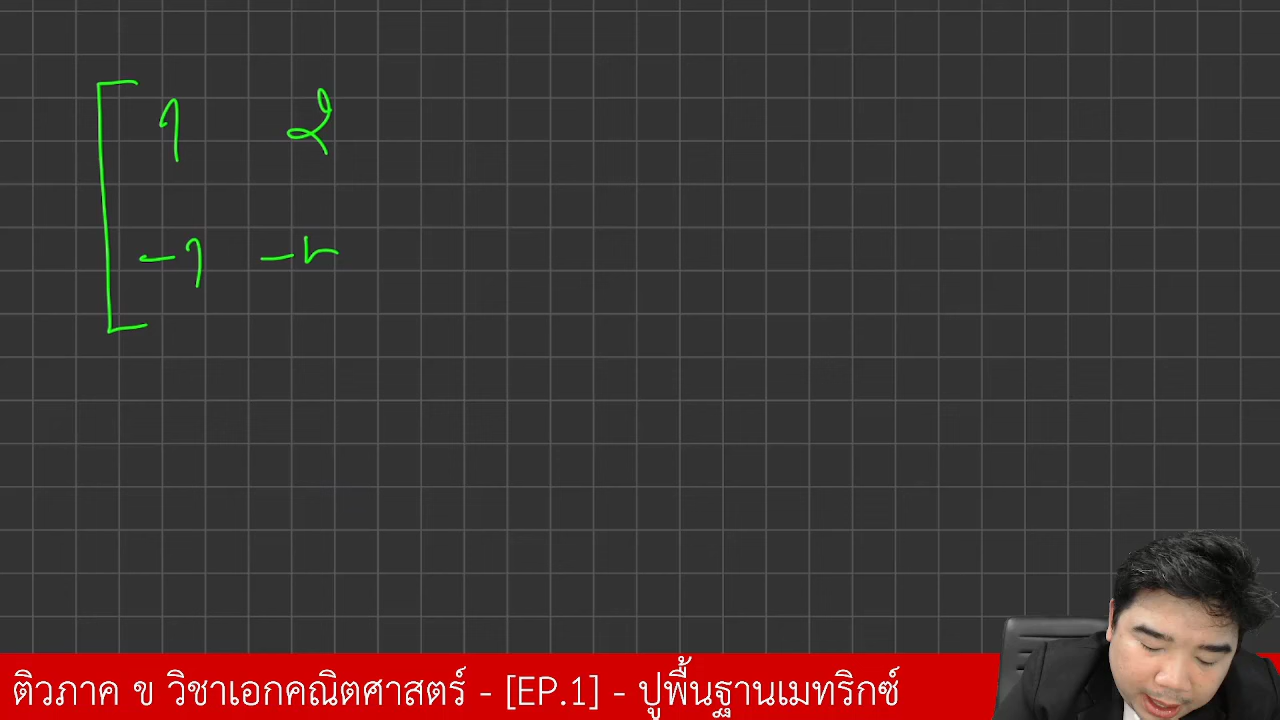 [ 1 2
-1 -r
ติวภาค ข วิชาเอกคณิตศาสตร์ - [EP.1] - ปูพื้นฐานเมทริกซ์